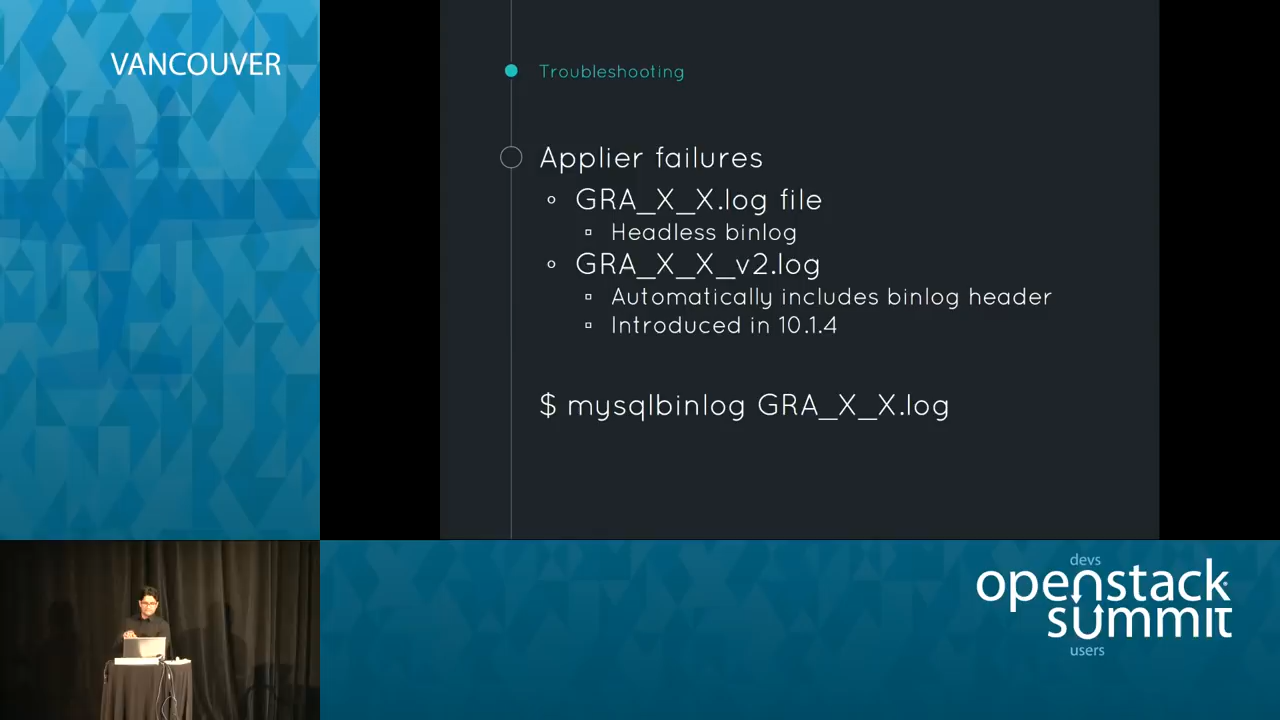 VANCOUVER
Troubleshooting
Applier failures
GRA_X_X.log file
Headless binlog
GRA_X_X_v2.log
Automatically includes binlog header
Introduced in 10.1.4
$ mysqlbinlog GRA_X_X.log
devs
openstack
summit
users